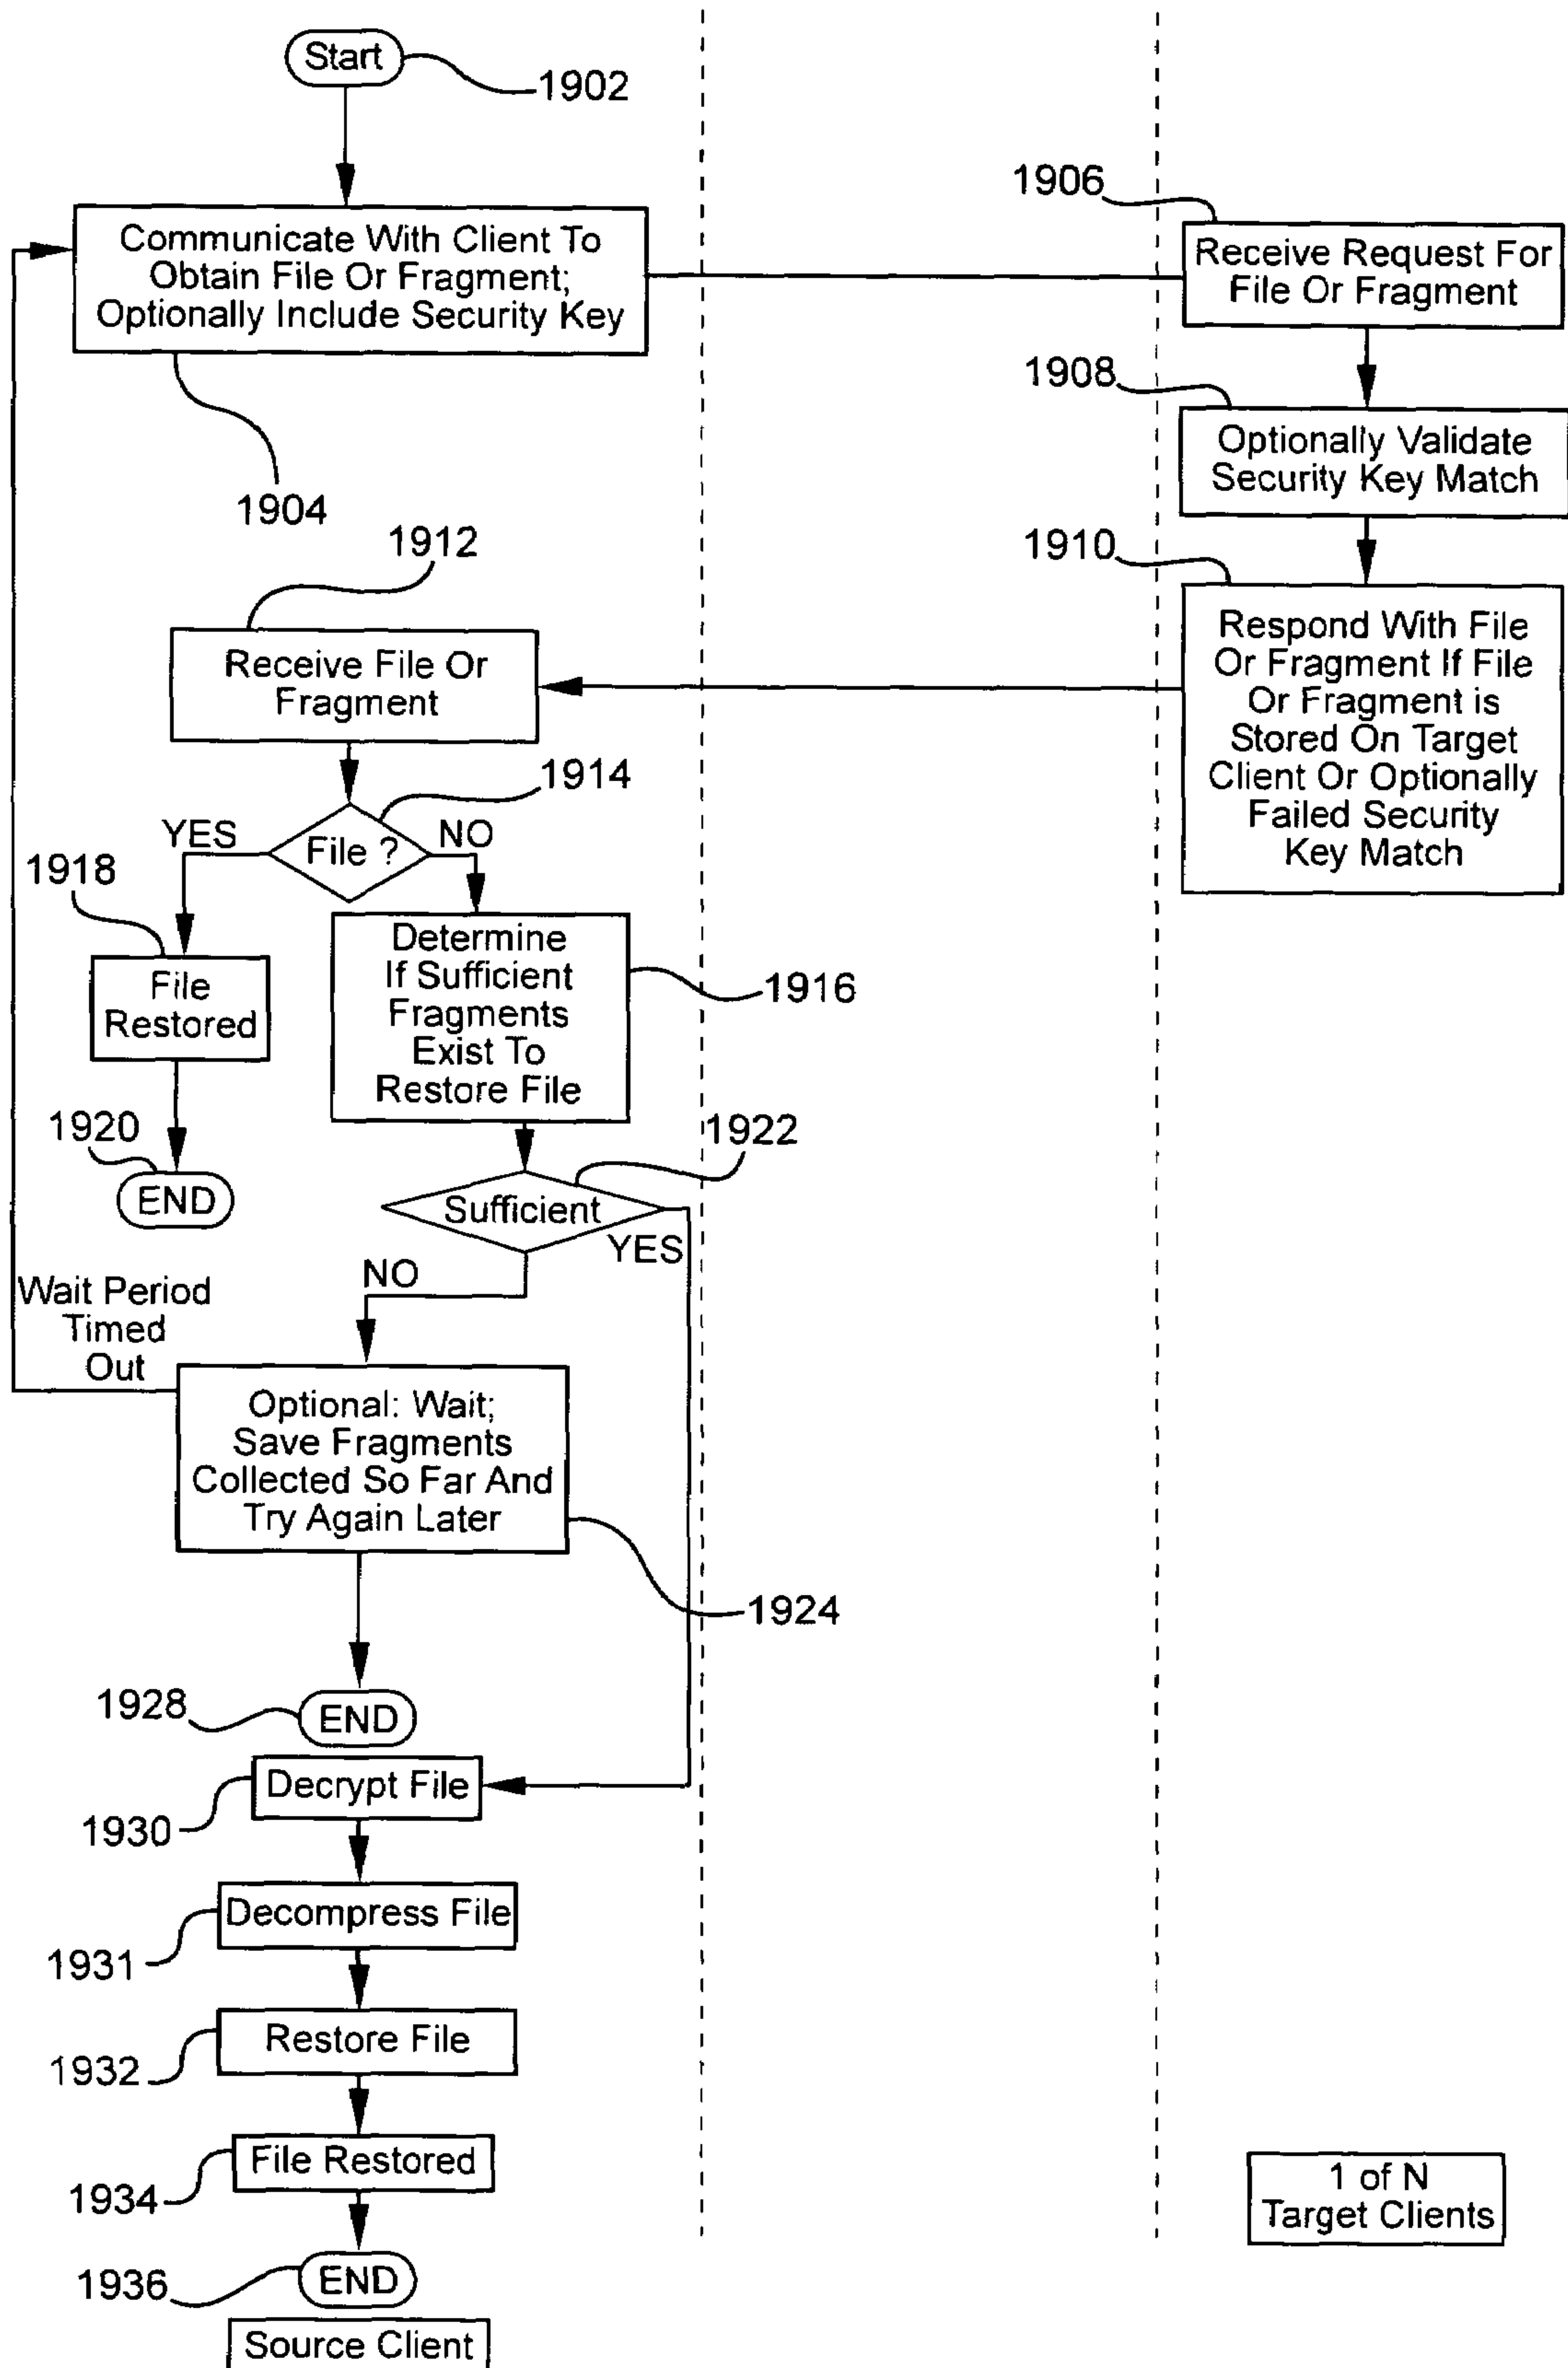 Start
1902
Communicate With Client To
Obtain File Or Fragment;
Optionally Include Security Key
1904
1906
Receive Request For
File Or Fragment
1908
Optionally Validate
Security Key Match
1910
Respond With File
Or Fragment If File
Or Fragment is
Stored On Target
Client Or Optionally
Failed Security
Key Match
1912
Receive File Or
Fragment
1914
File ?
YES
NO
1918
File
Restored
1920
END
Determine
If Sufficient
Fragments
Exist To
Restore File
1916
1922
Sufficient
YES
NO
Wait Period
Timed
Out
Optional: Wait;
Save Fragments
Collected So Far And
Try Again Later
1924
1928
END
Decrypt File
1930
Decompress File
1931
Restore File
1932
File Restored
1934
END
1936
Source Client
1 of N
Target Clients